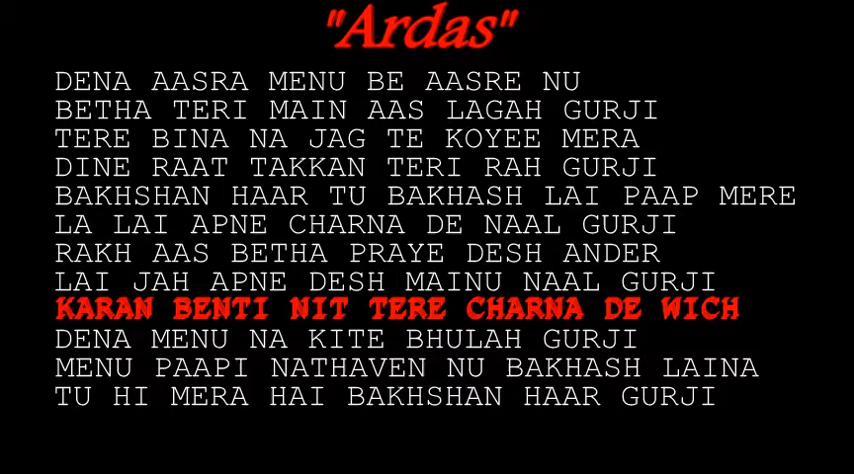 "Ardas"
DENA AASRA MENU BE AASRE NU
BETHA TERI MAIN AAS LAGAH GURJI
TERE BINA NA JAG TE KOYEE MERA
DINE RAAT TAKKAN TERI RAH GURJI
BAKHSHAN HAAR TU BAKHASH LAI PAAP MERE
LA LAI APNE CHARNA DE NAAL GURJI
RAKH AAS BETHA PRAYE DESH ANDER
LAI JAH APNE DESH MAINU NAAL GURJI
KARAN BENTI NIT TERE CHARNA DE WICH
DENA MENU NA KITE BHULAH GURJI
MENU PAAPI NATHAVEN NU BAKHASH LAINA
TU HI MERA HAI BAKHSHAN HAAR GURJI